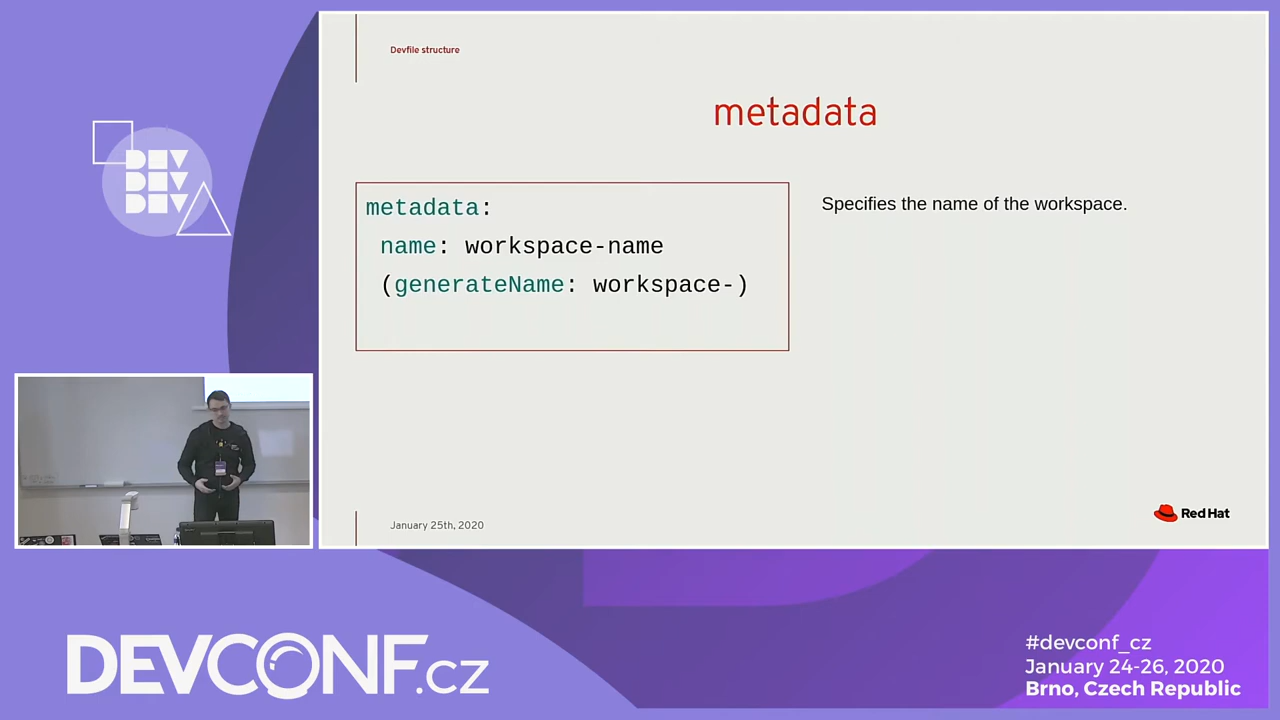 DEV
DEV
DEV
Devfile structure
metadata
metadata:
name: workspace-name
(generateName: workspace-)
Specifies the name of the workspace.
January 25th, 2020
Red Hat
DEVCONF.cz
#devconf_cz
January 24-26, 2020
Brno, Czech Republic